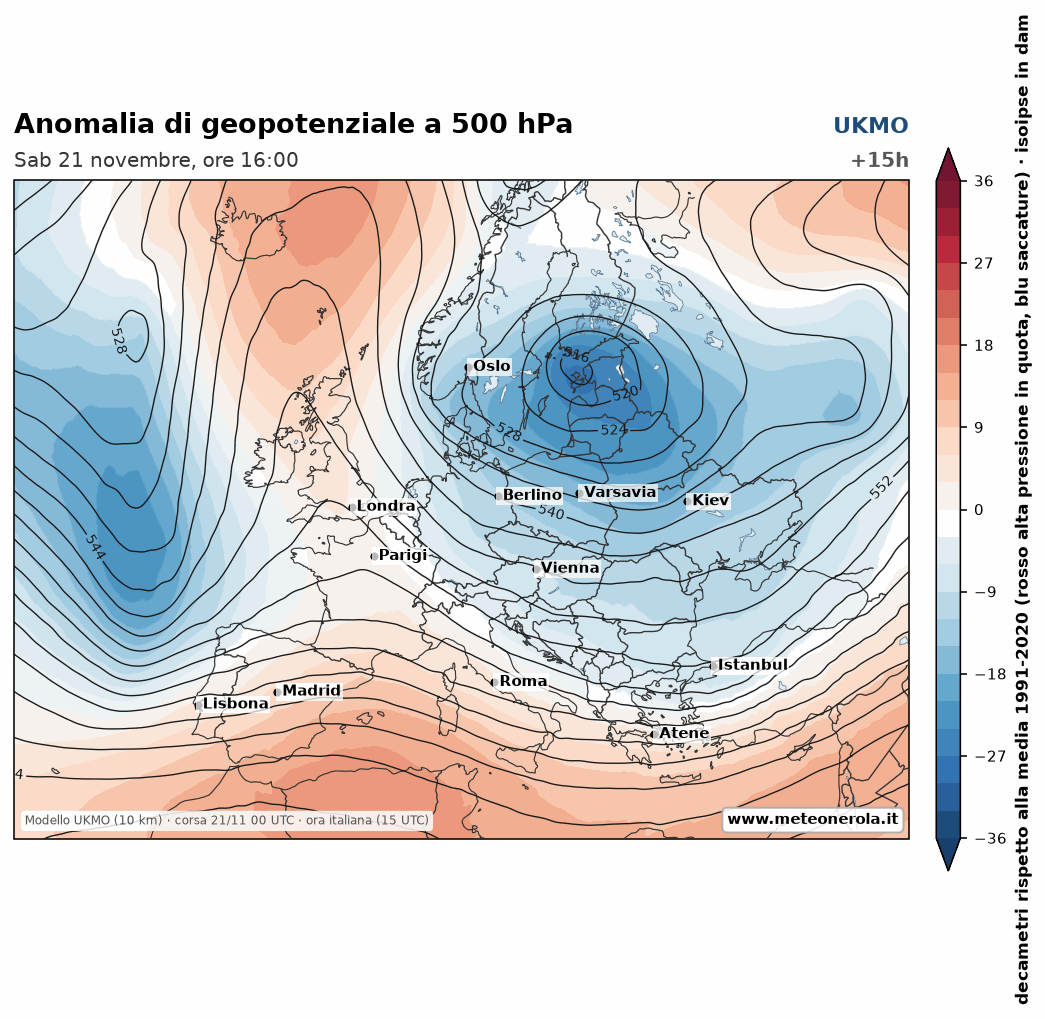 Anomalia di geopotenziale a 500 hPa
UKMO
Sab 21 novembre, ore 16:00
+15h
528
516
Oslo
520
528
524
552
Berlino
Varsavia
Kiev
Londra
540
544
Parigi
Vienna
Istanbul
Roma
Madrid
Lisbona
Atene
4
Modello UKMO (10 km) · corsa 21/11 00 UTC · ora italiana (15 UTC)
www.meteonerola.it
36
27
18
9
0
−9
−18
−27
−36
decametri rispetto alla media 1991-2020 (rosso alta pressione in quota, blu saccature) · isoipse in dam